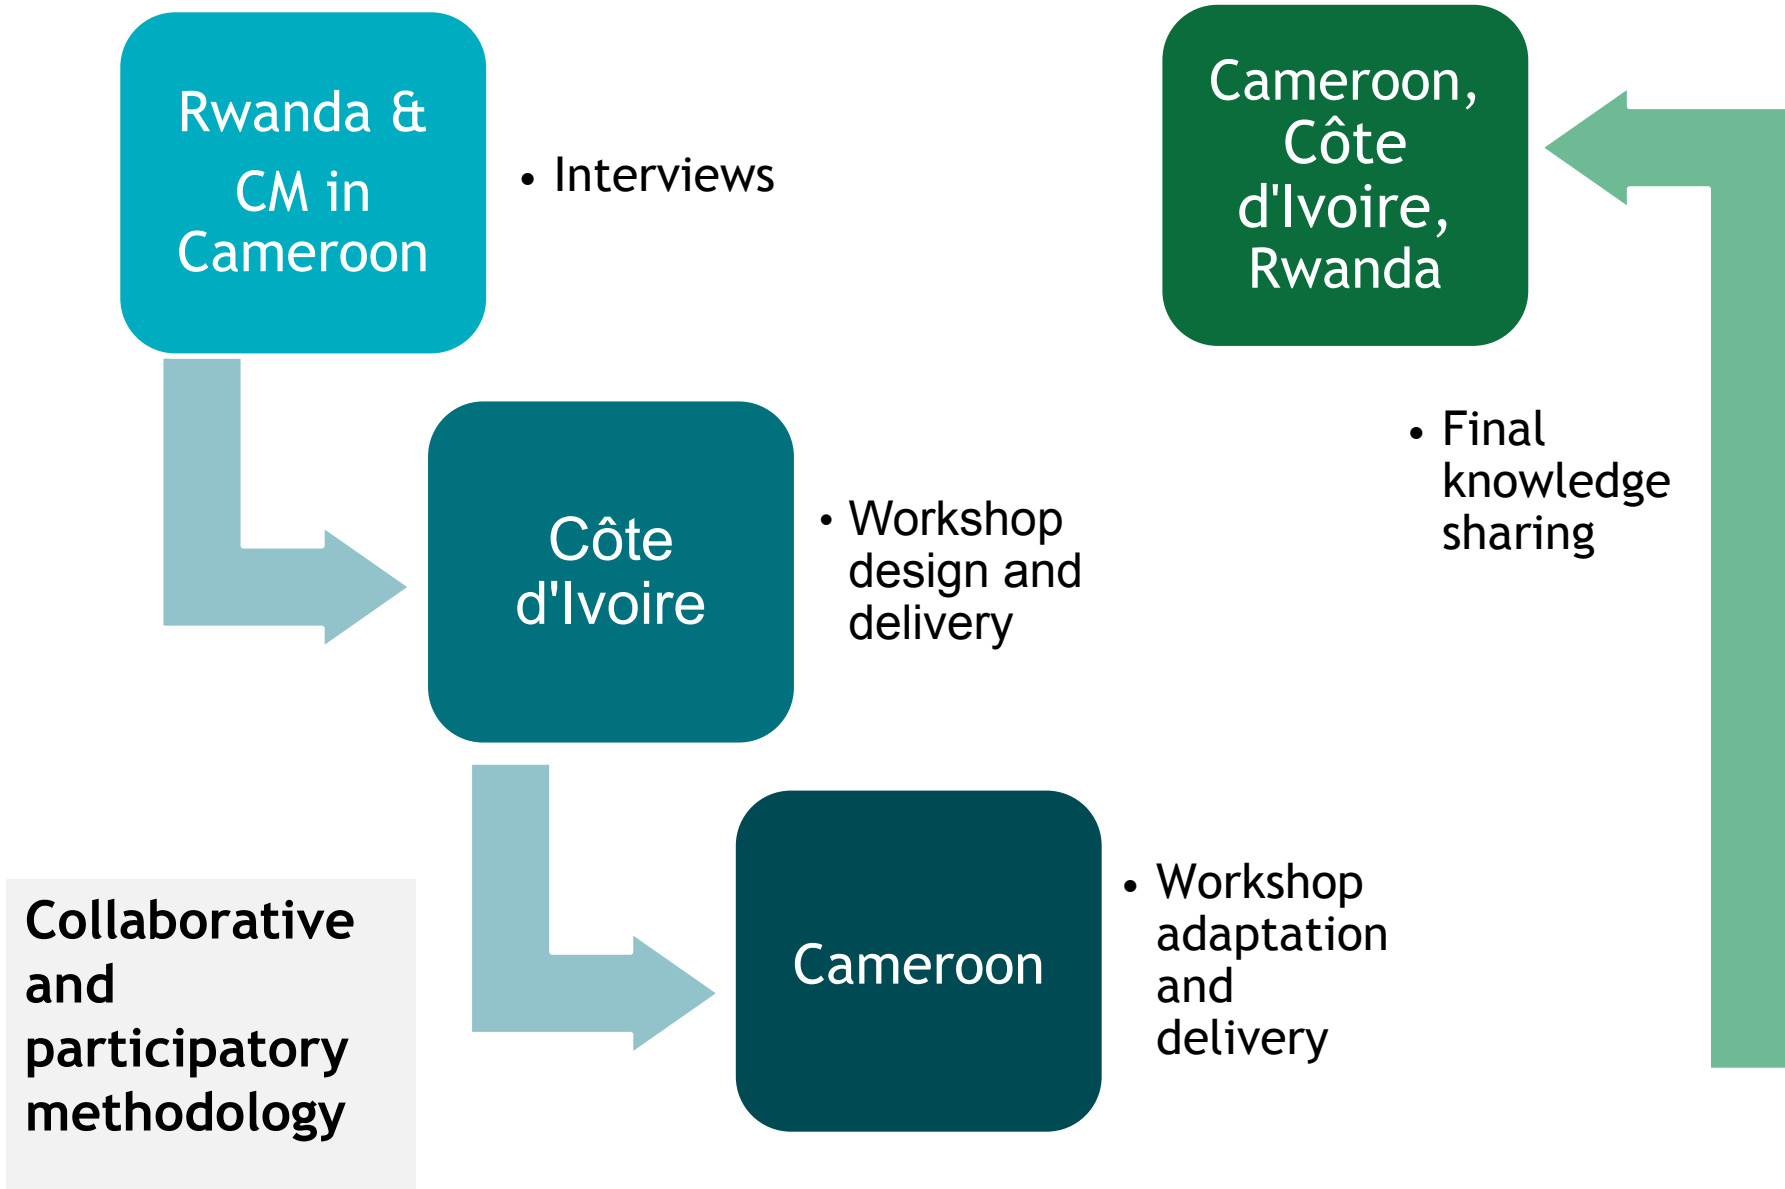 Rwanda &
CM in
Cameroon
• Interviews
Côte
d'Ivoire
• Workshop
design and
delivery
Cameroon
• Workshop
adaptation
and
delivery
Cameroon,
Côte
d'Ivoire,
Rwanda
• Final
knowledge
sharing
Collaborative
and
participatory
methodology